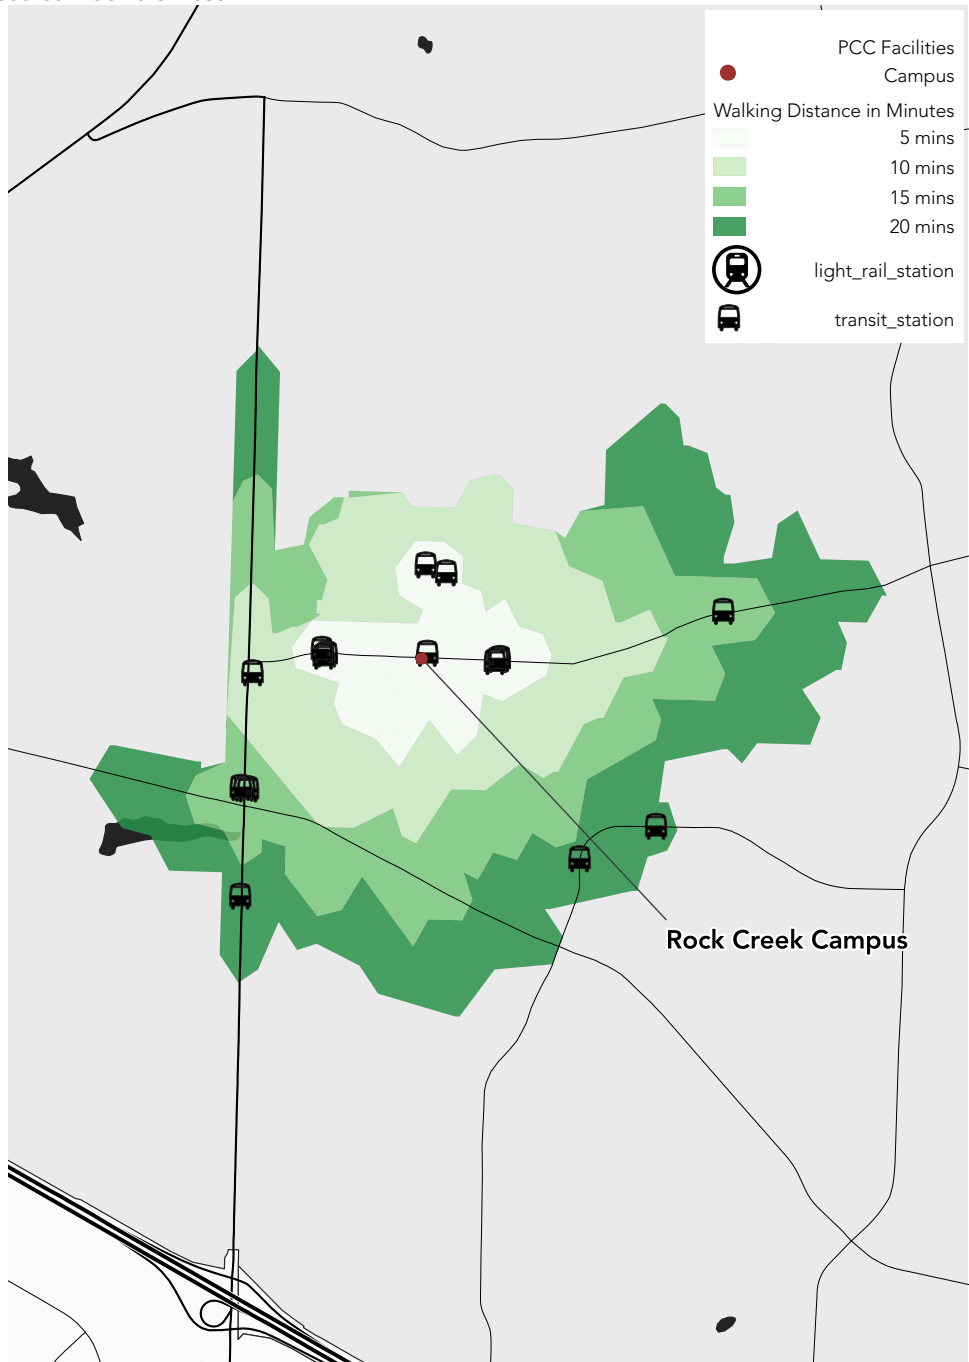 PCC Facilities
Campus
Walking Distance in Minutes
5 mins
10 mins
15 mins
20 mins
light_rail_station
transit_station
Rock Creek Campus